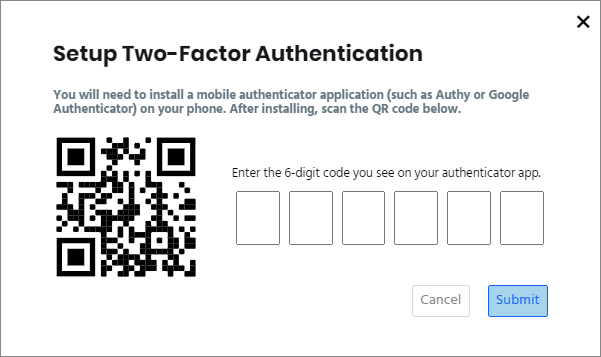 Setup Two-Factor Authentication
You will need to install a mobile authenticator application (such as Authy or Google
Authenticator) on your phone. After installing, scan the QR code below.
Enter the 6-digit code you see on your authenticator app.
Cancel
Submit